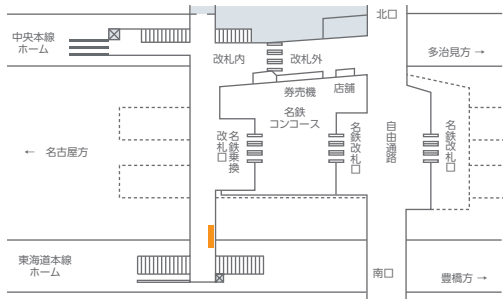 北口
中央本線
ホーム
改札内
改札外
多治見方
券売機
店舗
名鉄
コンコース
名鉄乗換
改札口
名鉄改札口
自由通路
名鉄改札口
← 名古屋方
東海道本線
ホーム
南口
豊橋方 →